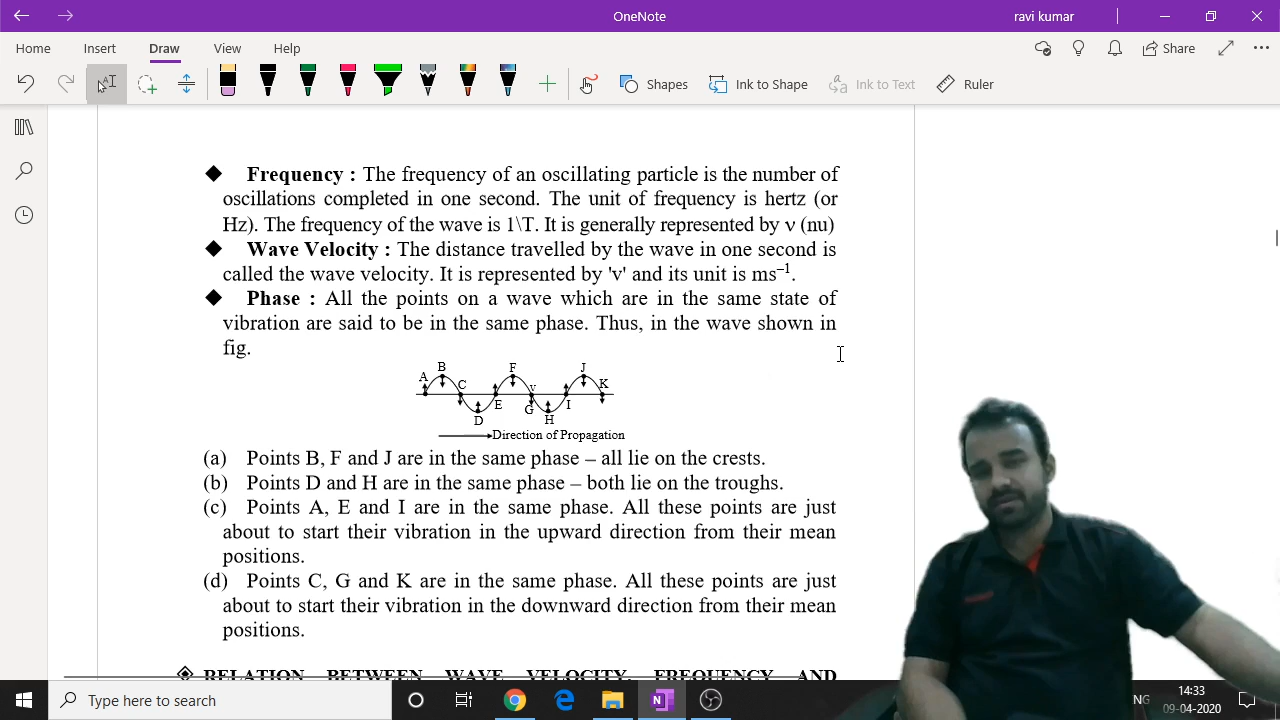 OneNote
ravi kumar
Home Insert Draw View Help
Share
Shapes Ink to Shape Ink to Text Ruler
◆ Frequency : The frequency of an oscillating particle is the number of
oscillations completed in one second. The unit of frequency is hertz (or
Hz). The frequency of the wave is 1\T. It is generally represented by ν (nu)
◆ Wave Velocity : The distance travelled by the wave in one second is
called the wave velocity. It is represented by 'v' and its unit is ms⁻¹.
◆ Phase : All the points on a wave which are in the same state of
vibration are said to be in the same phase. Thus, in the wave shown in
fig.
A B C D E F v G H I J K
Direction of Propagation
(a) Points B, F and J are in the same phase – all lie on the crests.
(b) Points D and H are in the same phase – both lie on the troughs.
(c) Points A, E and I are in the same phase. All these points are just
about to start their vibration in the upward direction from their mean
positions.
(d) Points C, G and K are in the same phase. All these points are just
about to start their vibration in the downward direction from their mean
positions.
RELATION BETWEEN WAVE VELOCITY, FREQUENCY AND
Type here to search
NG
14:33
09-04-2020